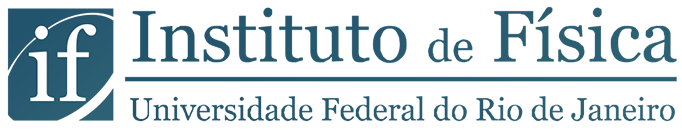 if
Instituto de Física
Universidade Federal do Rio de Janeiro